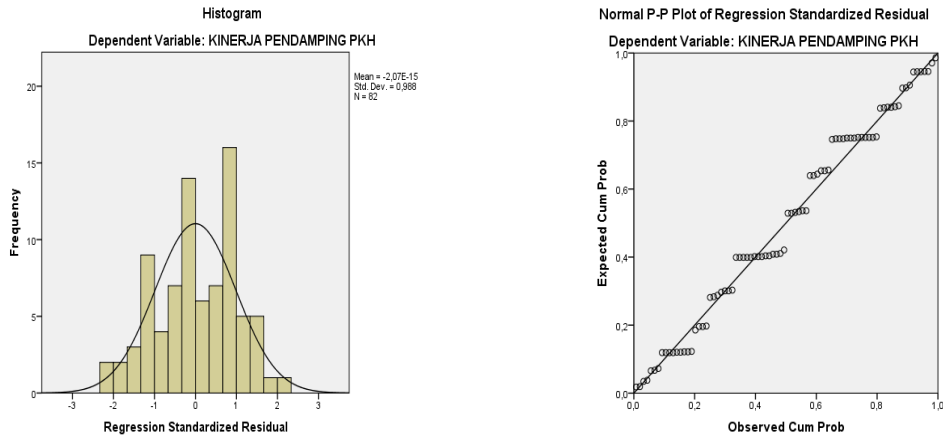 Histogram
Dependent Variable: KINERJA PENDAMPING PKH
Mean = -2,07E-15
Std. Dev. = 0,988
N = 82
Frequency
20
15
10
5
0
-3 -2 -1 0 1 2 3
Regression Standardized Residual
Normal P-P Plot of Regression Standardized Residual
Dependent Variable: KINERJA PENDAMPING PKH
Expected Cum Prob
1,0
0,8
0,6
0,4
0,2
0,0
0,0 0,2 0,4 0,6 0,8 1,0
Observed Cum Prob